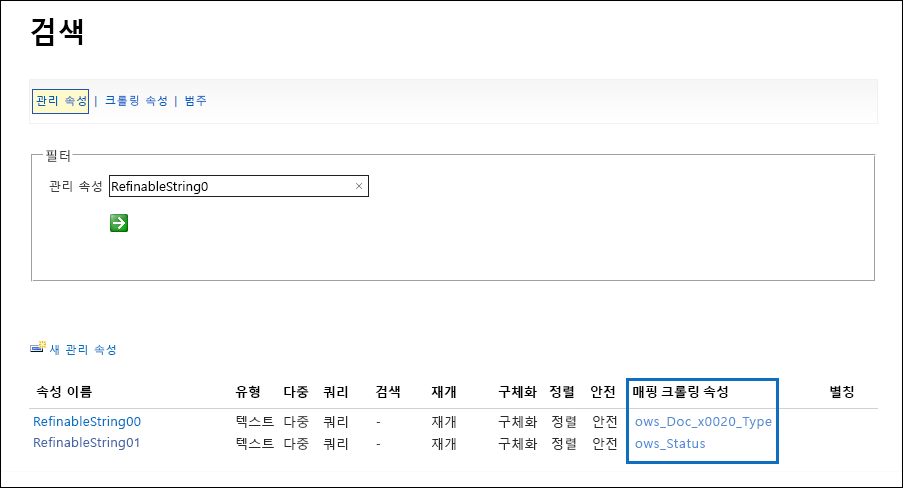 검색
관리 속성 | 크롤링 속성 | 범주
필터
관리 속성 RefinableString0 ×
새 관리 속성
속성 이름 유형 다중 쿼리 검색 재개 구체화 정렬 안전 매핑 크롤링 속성 별칭
RefinableString00 텍스트 다중 쿼리 - 재개 구체화 정렬 안전 ows_Doc_x0020_Type
RefinableString01 텍스트 다중 쿼리 - 재개 구체화 정렬 안전 ows_Status